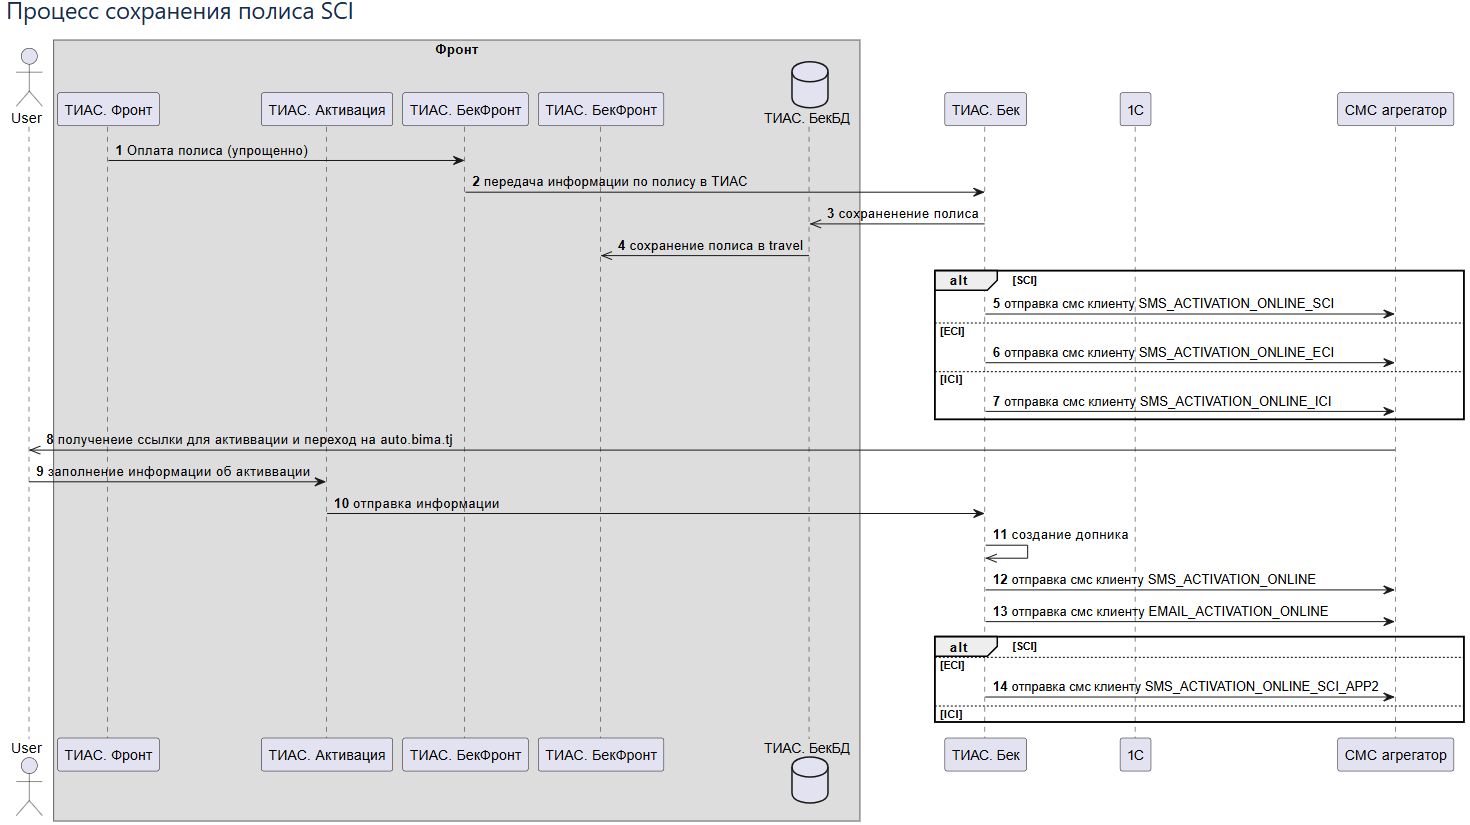 Процесс сохранения полиса SCI
Фронт
User
ТИАС. Фронт
ТИАС. Активация
ТИАС. БекФронт
ТИАС. БекФронт
ТИАС. БекБД
ТИАС. Бек
1С
СМС агрегатор
1 Оплата полиса (упрощенно)
2 передача информации по полису в ТИАС
3 сохраненение полиса
4 сохранение полиса в travel
alt [SCI]
5 отправка смс клиенту SMS_ACTIVATION_ONLINE_SCI
[ECI]
6 отправка смс клиенту SMS_ACTIVATION_ONLINE_ECI
[ICI]
7 отправка смс клиенту SMS_ACTIVATION_ONLINE_ICI
8 полученеие ссылки для активвации и переход на auto.bima.tj
9 заполнение информации об активвации
10 отправка информации
11 создание допника
12 отправка смс клиенту SMS_ACTIVATION_ONLINE
13 отправка смс клиенту EMAIL_ACTIVATION_ONLINE
alt [SCI]
[ECI]
14 отправка смс клиенту SMS_ACTIVATION_ONLINE_SCI_APP2
[ICI]
User
ТИАС. Фронт
ТИАС. Активация
ТИАС. БекФронт
ТИАС. БекФронт
ТИАС. БекБД
ТИАС. Бек
1С
СМС агрегатор